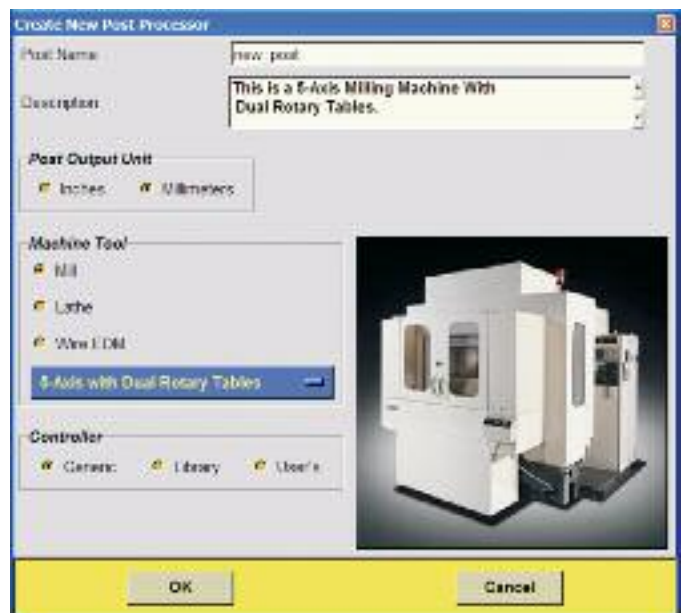 Create New Post Processor
Post Name
new_post
Description
This is a 5-Axis Milling Machine With
Dual Rotary Tables.
Post Output Unit
Inches Millimeters
Machine Tool
Mill
Lathe
Wire EDM
5-Axis with Dual Rotary Tables
Controller
Generic Library User's
OK Cancel